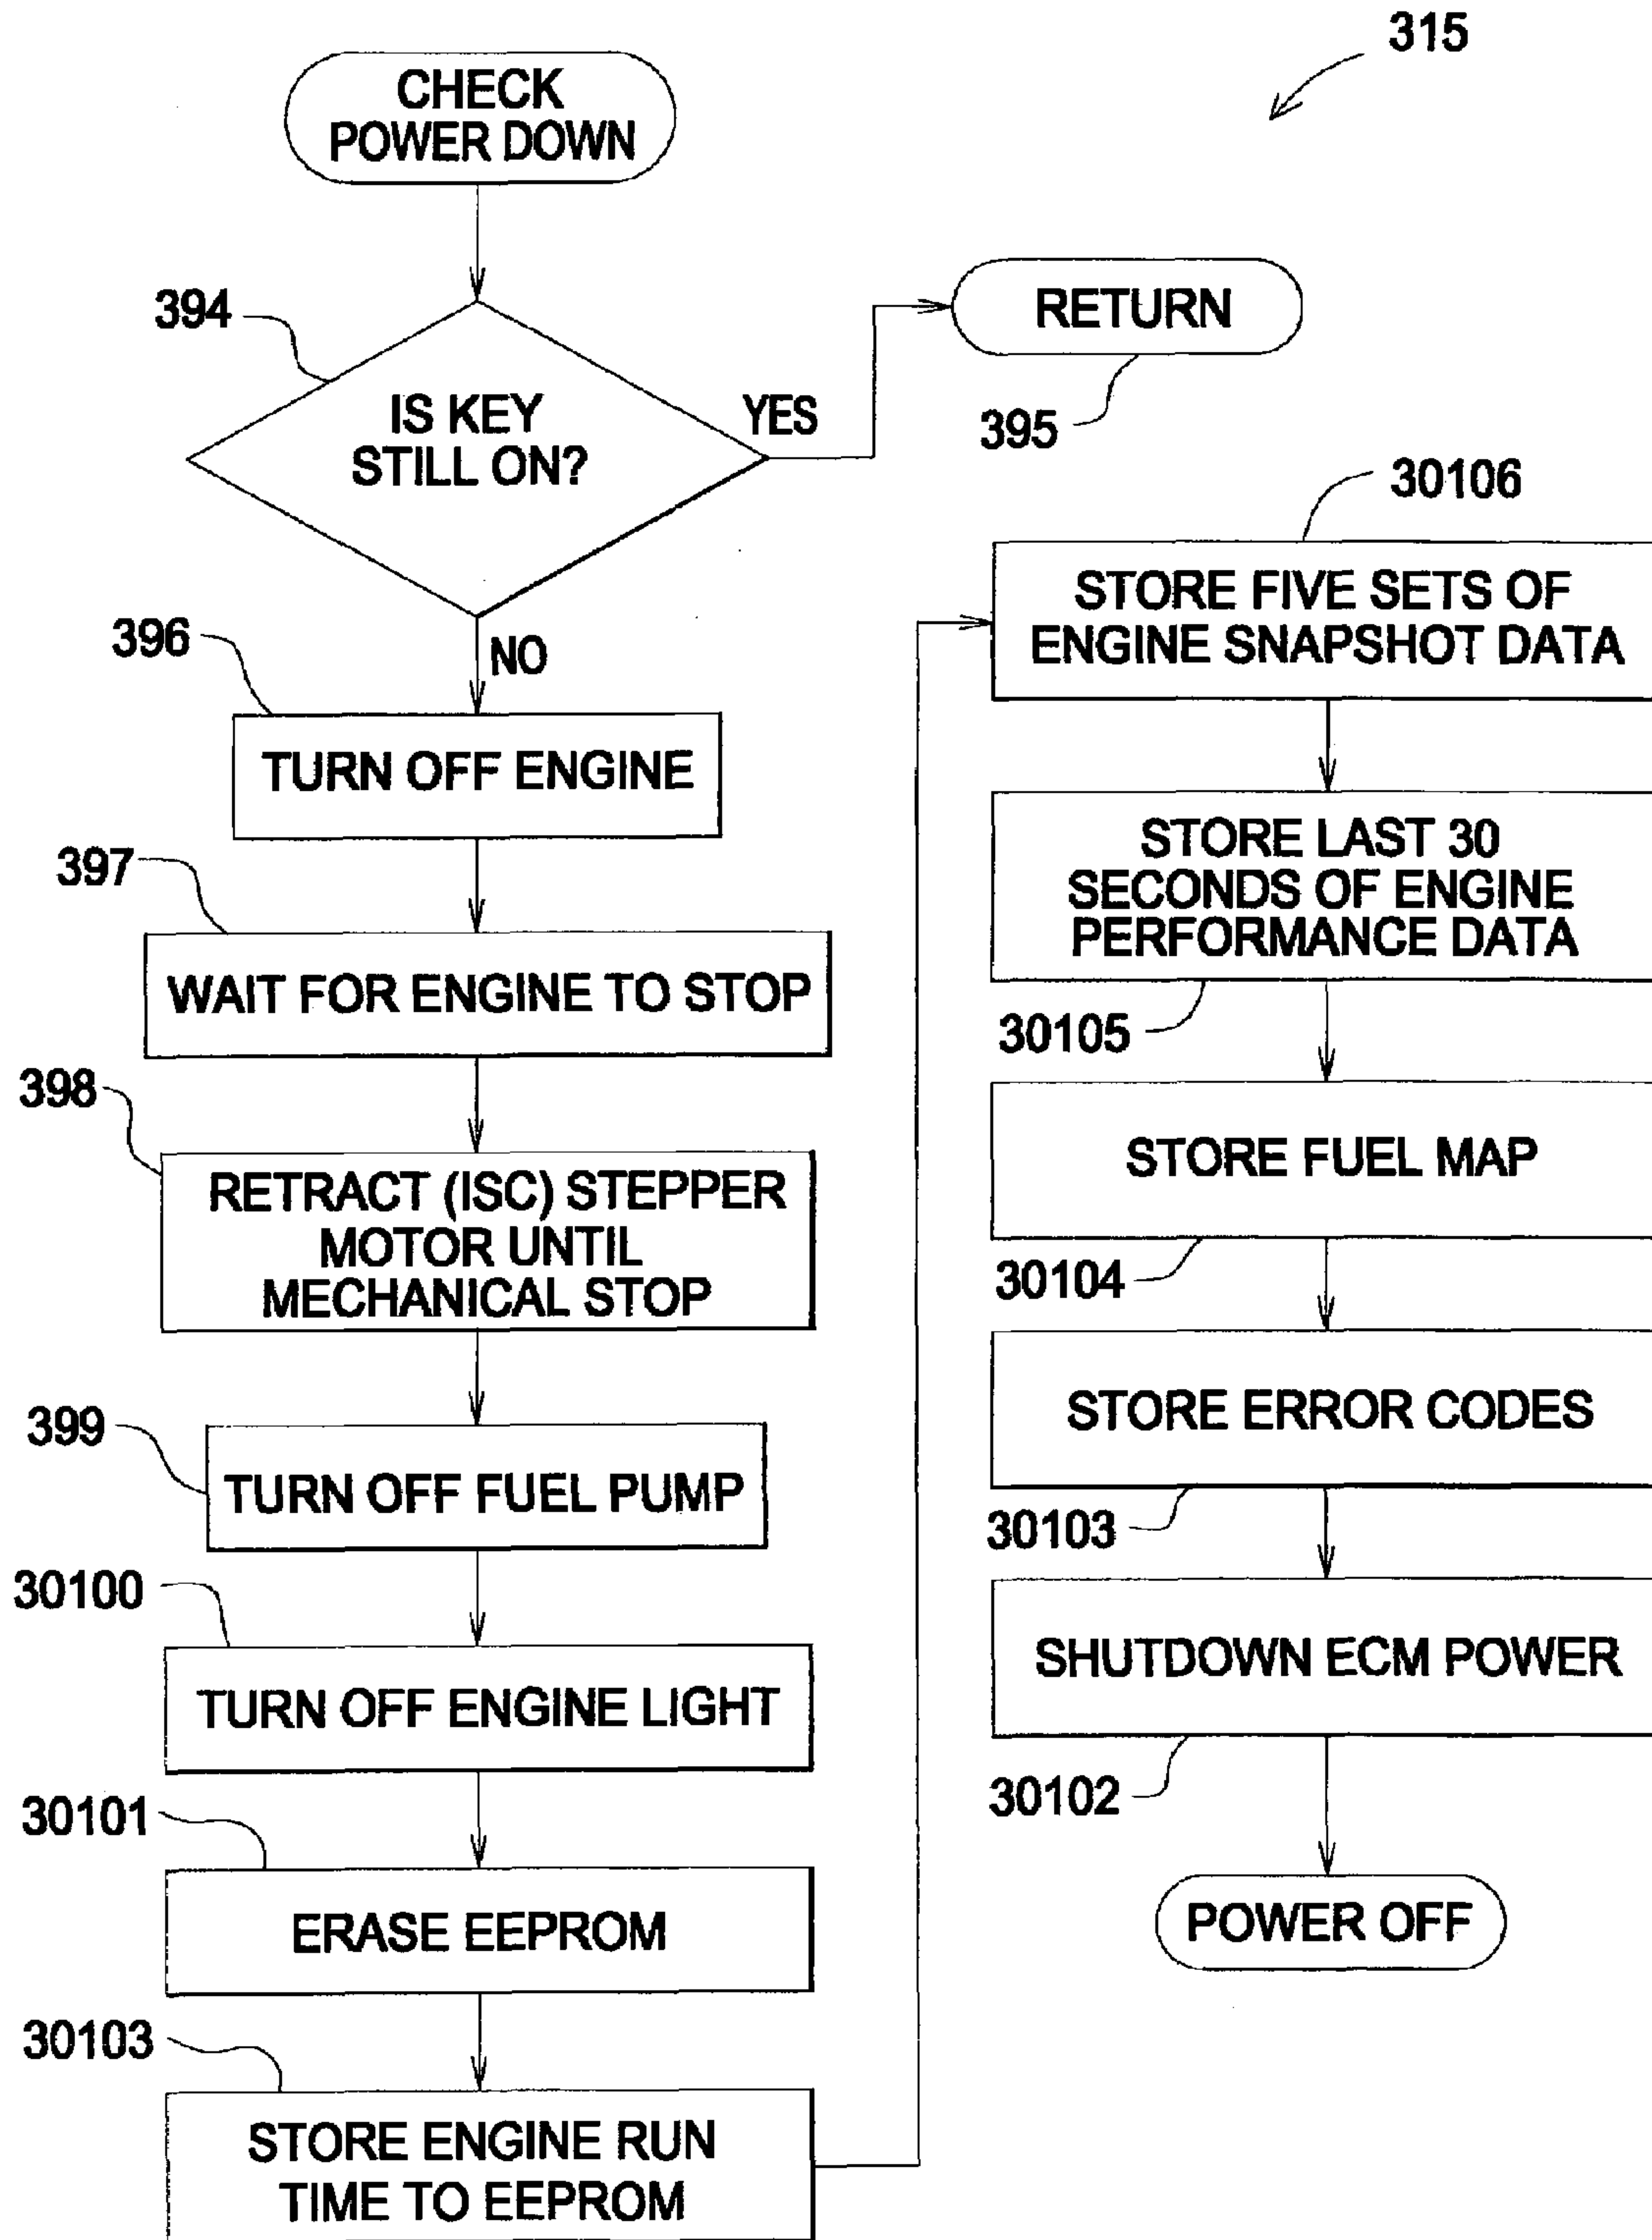 315
CHECK
POWER DOWN
394
IS KEY
STILL ON?
YES
RETURN
395
NO
396
TURN OFF ENGINE
397
WAIT FOR ENGINE TO STOP
398
RETRACT (ISC) STEPPER
MOTOR UNTIL
MECHANICAL STOP
399
TURN OFF FUEL PUMP
30100
TURN OFF ENGINE LIGHT
30101
ERASE EEPROM
30103
STORE ENGINE RUN
TIME TO EEPROM
30106
STORE FIVE SETS OF
ENGINE SNAPSHOT DATA
STORE LAST 30
SECONDS OF ENGINE
PERFORMANCE DATA
30105
STORE FUEL MAP
30104
STORE ERROR CODES
30103
SHUTDOWN ECM POWER
30102
POWER OFF